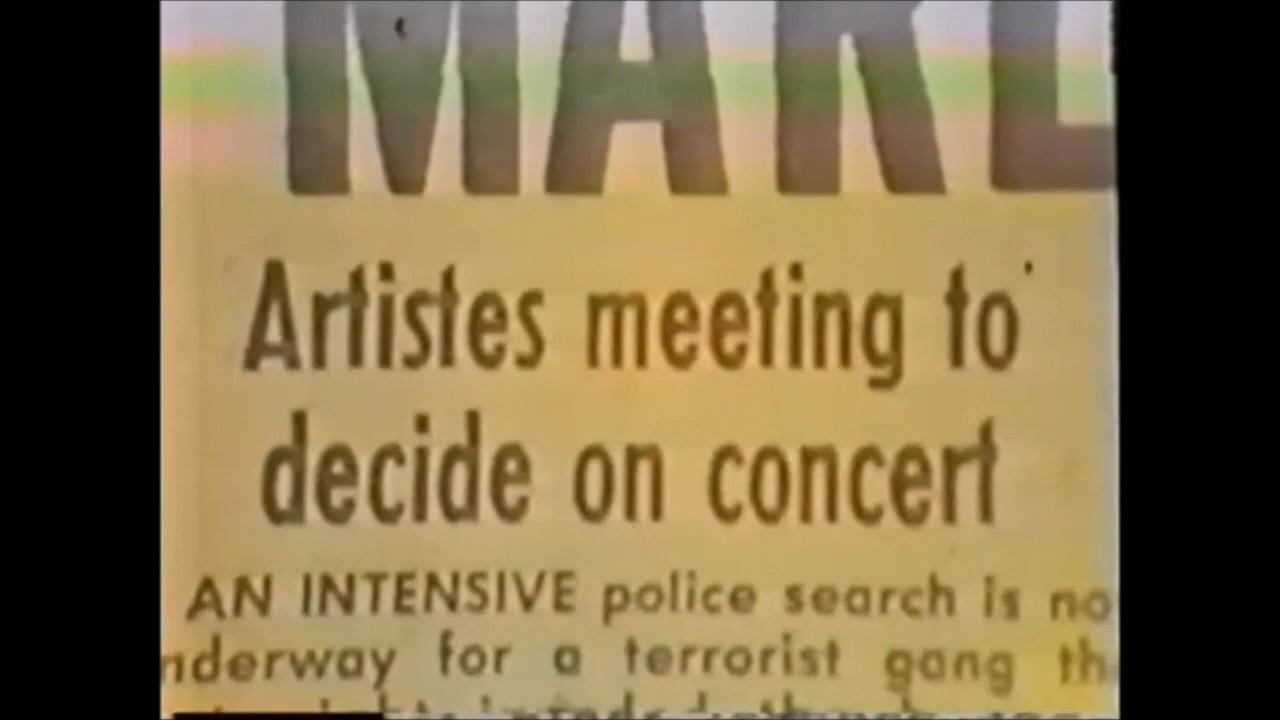 MARL
Artistes meeting to
decide on concert
AN INTENSIVE police search is no
nderway for a terrorist gang th